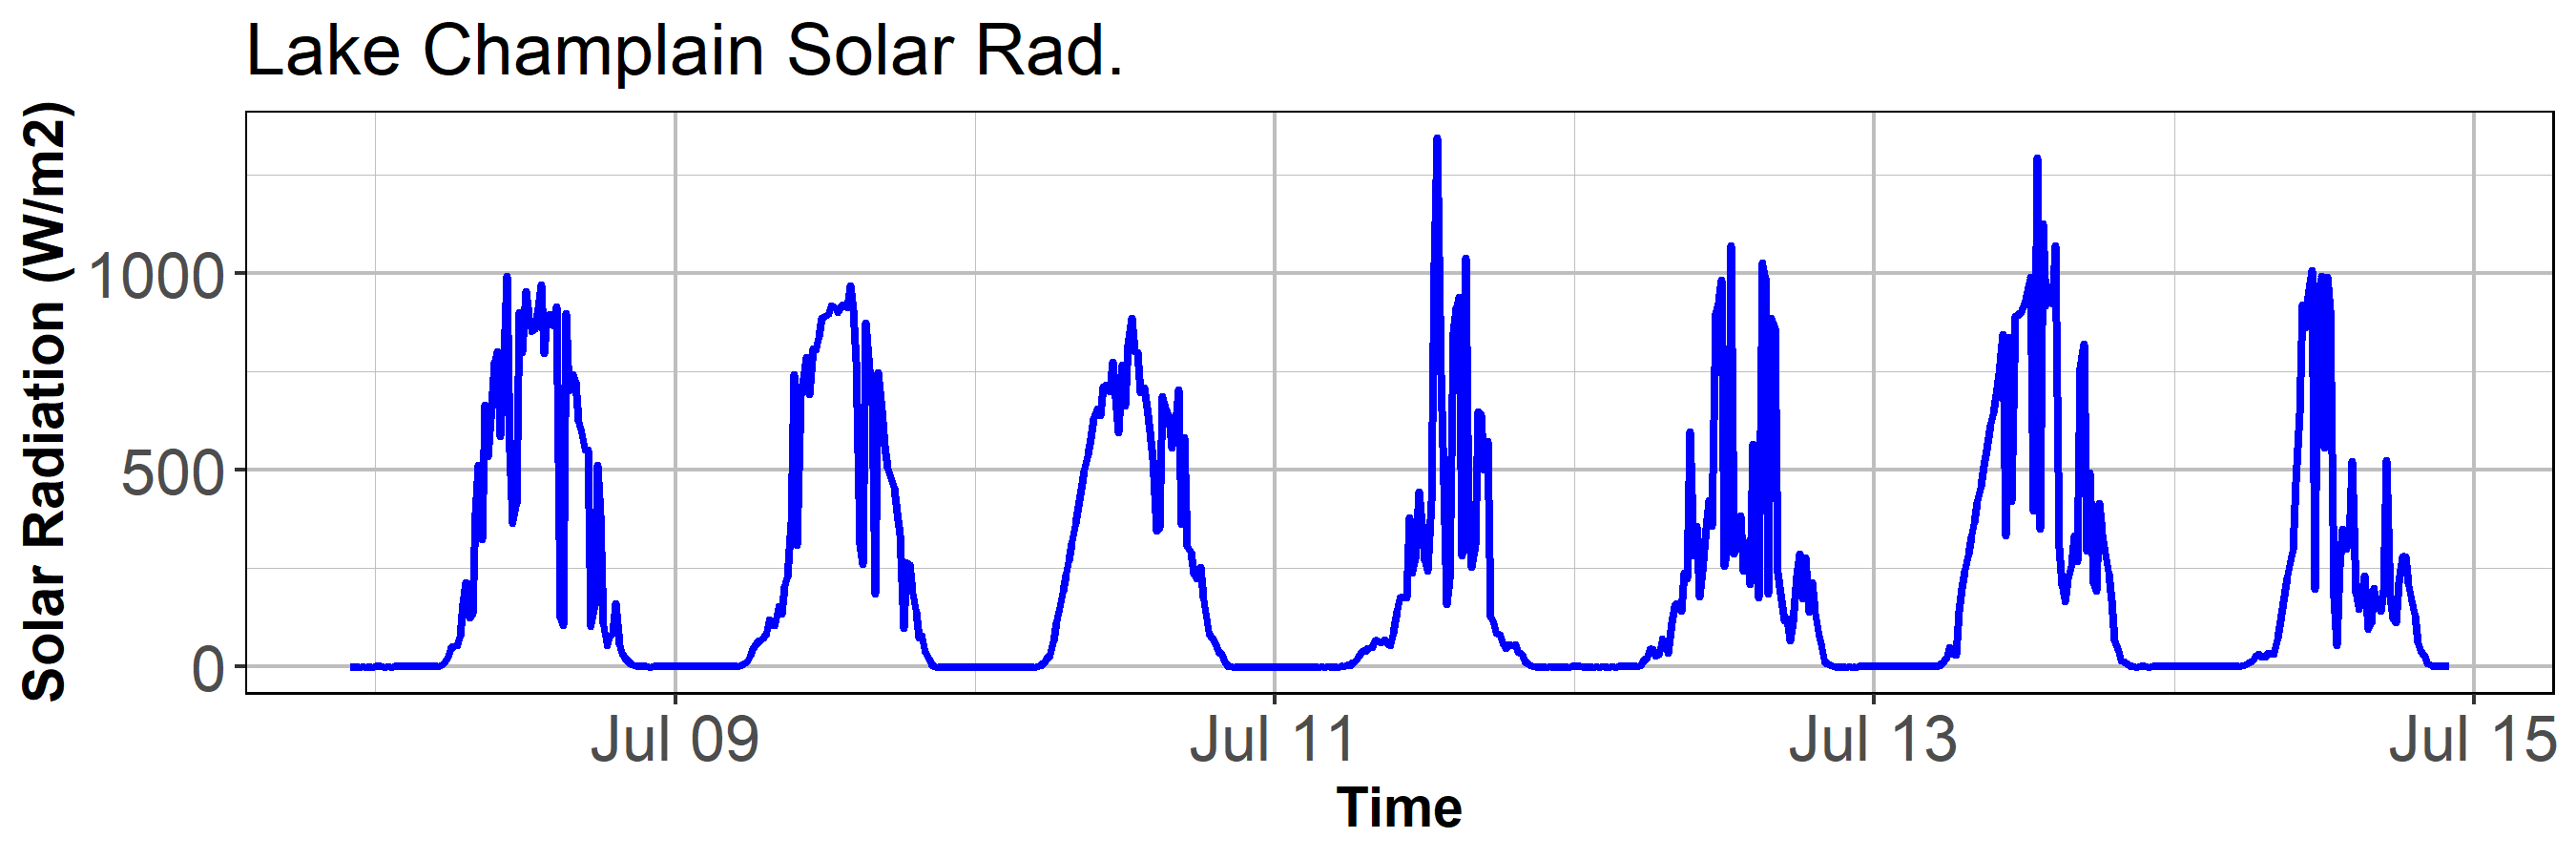 Lake Champlain Solar Rad.
Solar Radiation (W/m2)
1000
500
0
Jul 09
Jul 11
Jul 13
Jul 15
Time